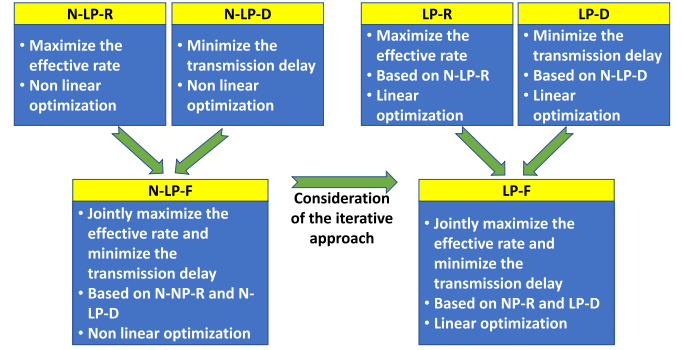 N-LP-R
• Maximize the
effective rate
• Non linear
optimization
N-LP-D
• Minimize the
transmission delay
• Non linear
optimization
LP-R
• Maximize the
effective rate
• Based on N-LP-R
• Linear
optimization
LP-D
• Minimize the
transmission delay
• Based on N-LP-D
• Linear
optimization
N-LP-F
• Jointly maximize the
effective rate and
minimize the
transmission delay
• Based on N-NP-R and N-
LP-D
• Non linear optimization
Consideration
of the iterative
approach
LP-F
• Jointly maximize the
effective rate and
minimize the
transmission delay
• Based on NP-R and LP-D
• Linear optimization